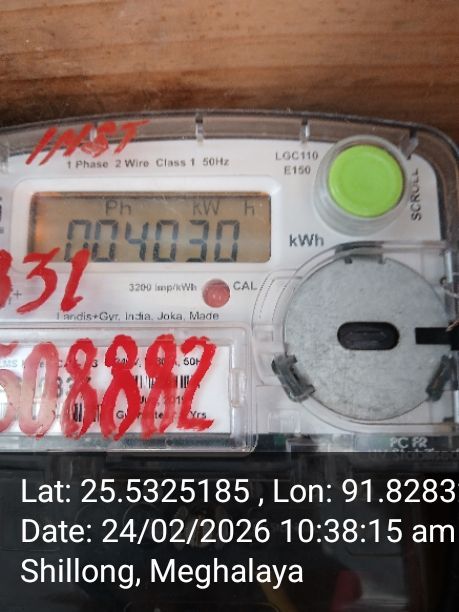 INST
1 Phase 2 Wire Class 1 50Hz
LGC110
E150
SCROLL
Ph kW h
004030
kWh
331
3200 imp/kWh CAL
Landis+Gyr, India, Joka, Made
508802
Lat: 25.5325185 , Lon: 91.8283
Date: 24/02/2026 10:38:15 am
Shillong, Meghalaya